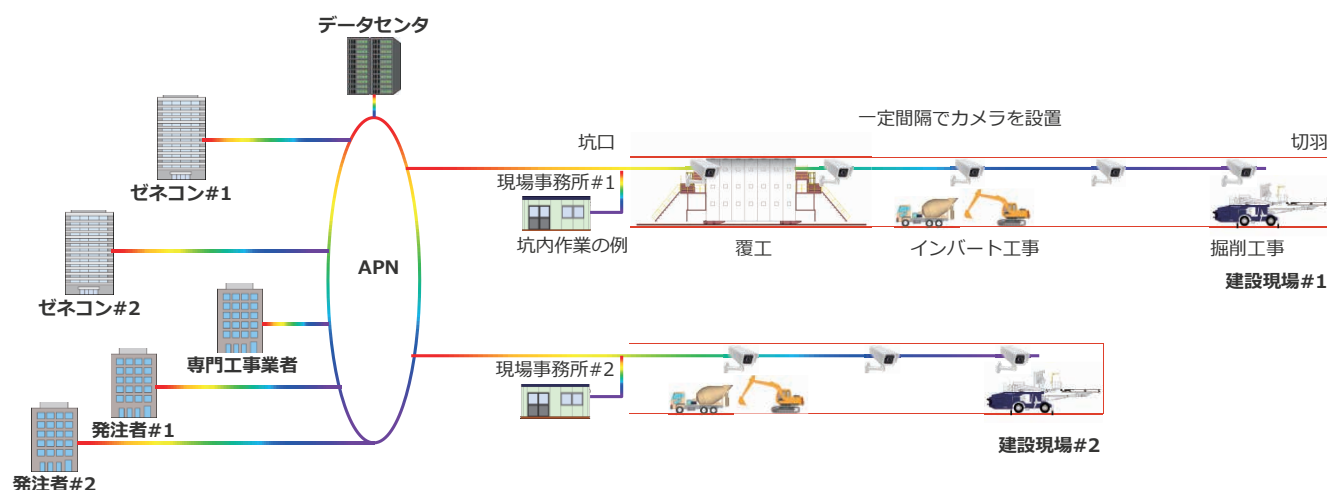 データセンタ
ゼネコン#1
ゼネコン#2
専門工事業者
発注者#1
発注者#2
APN
一定間隔でカメラを設置
坑口
切羽
現場事務所#1
坑内作業の例
覆工
インバート工事
掘削工事
建設現場#1
現場事務所#2
建設現場#2